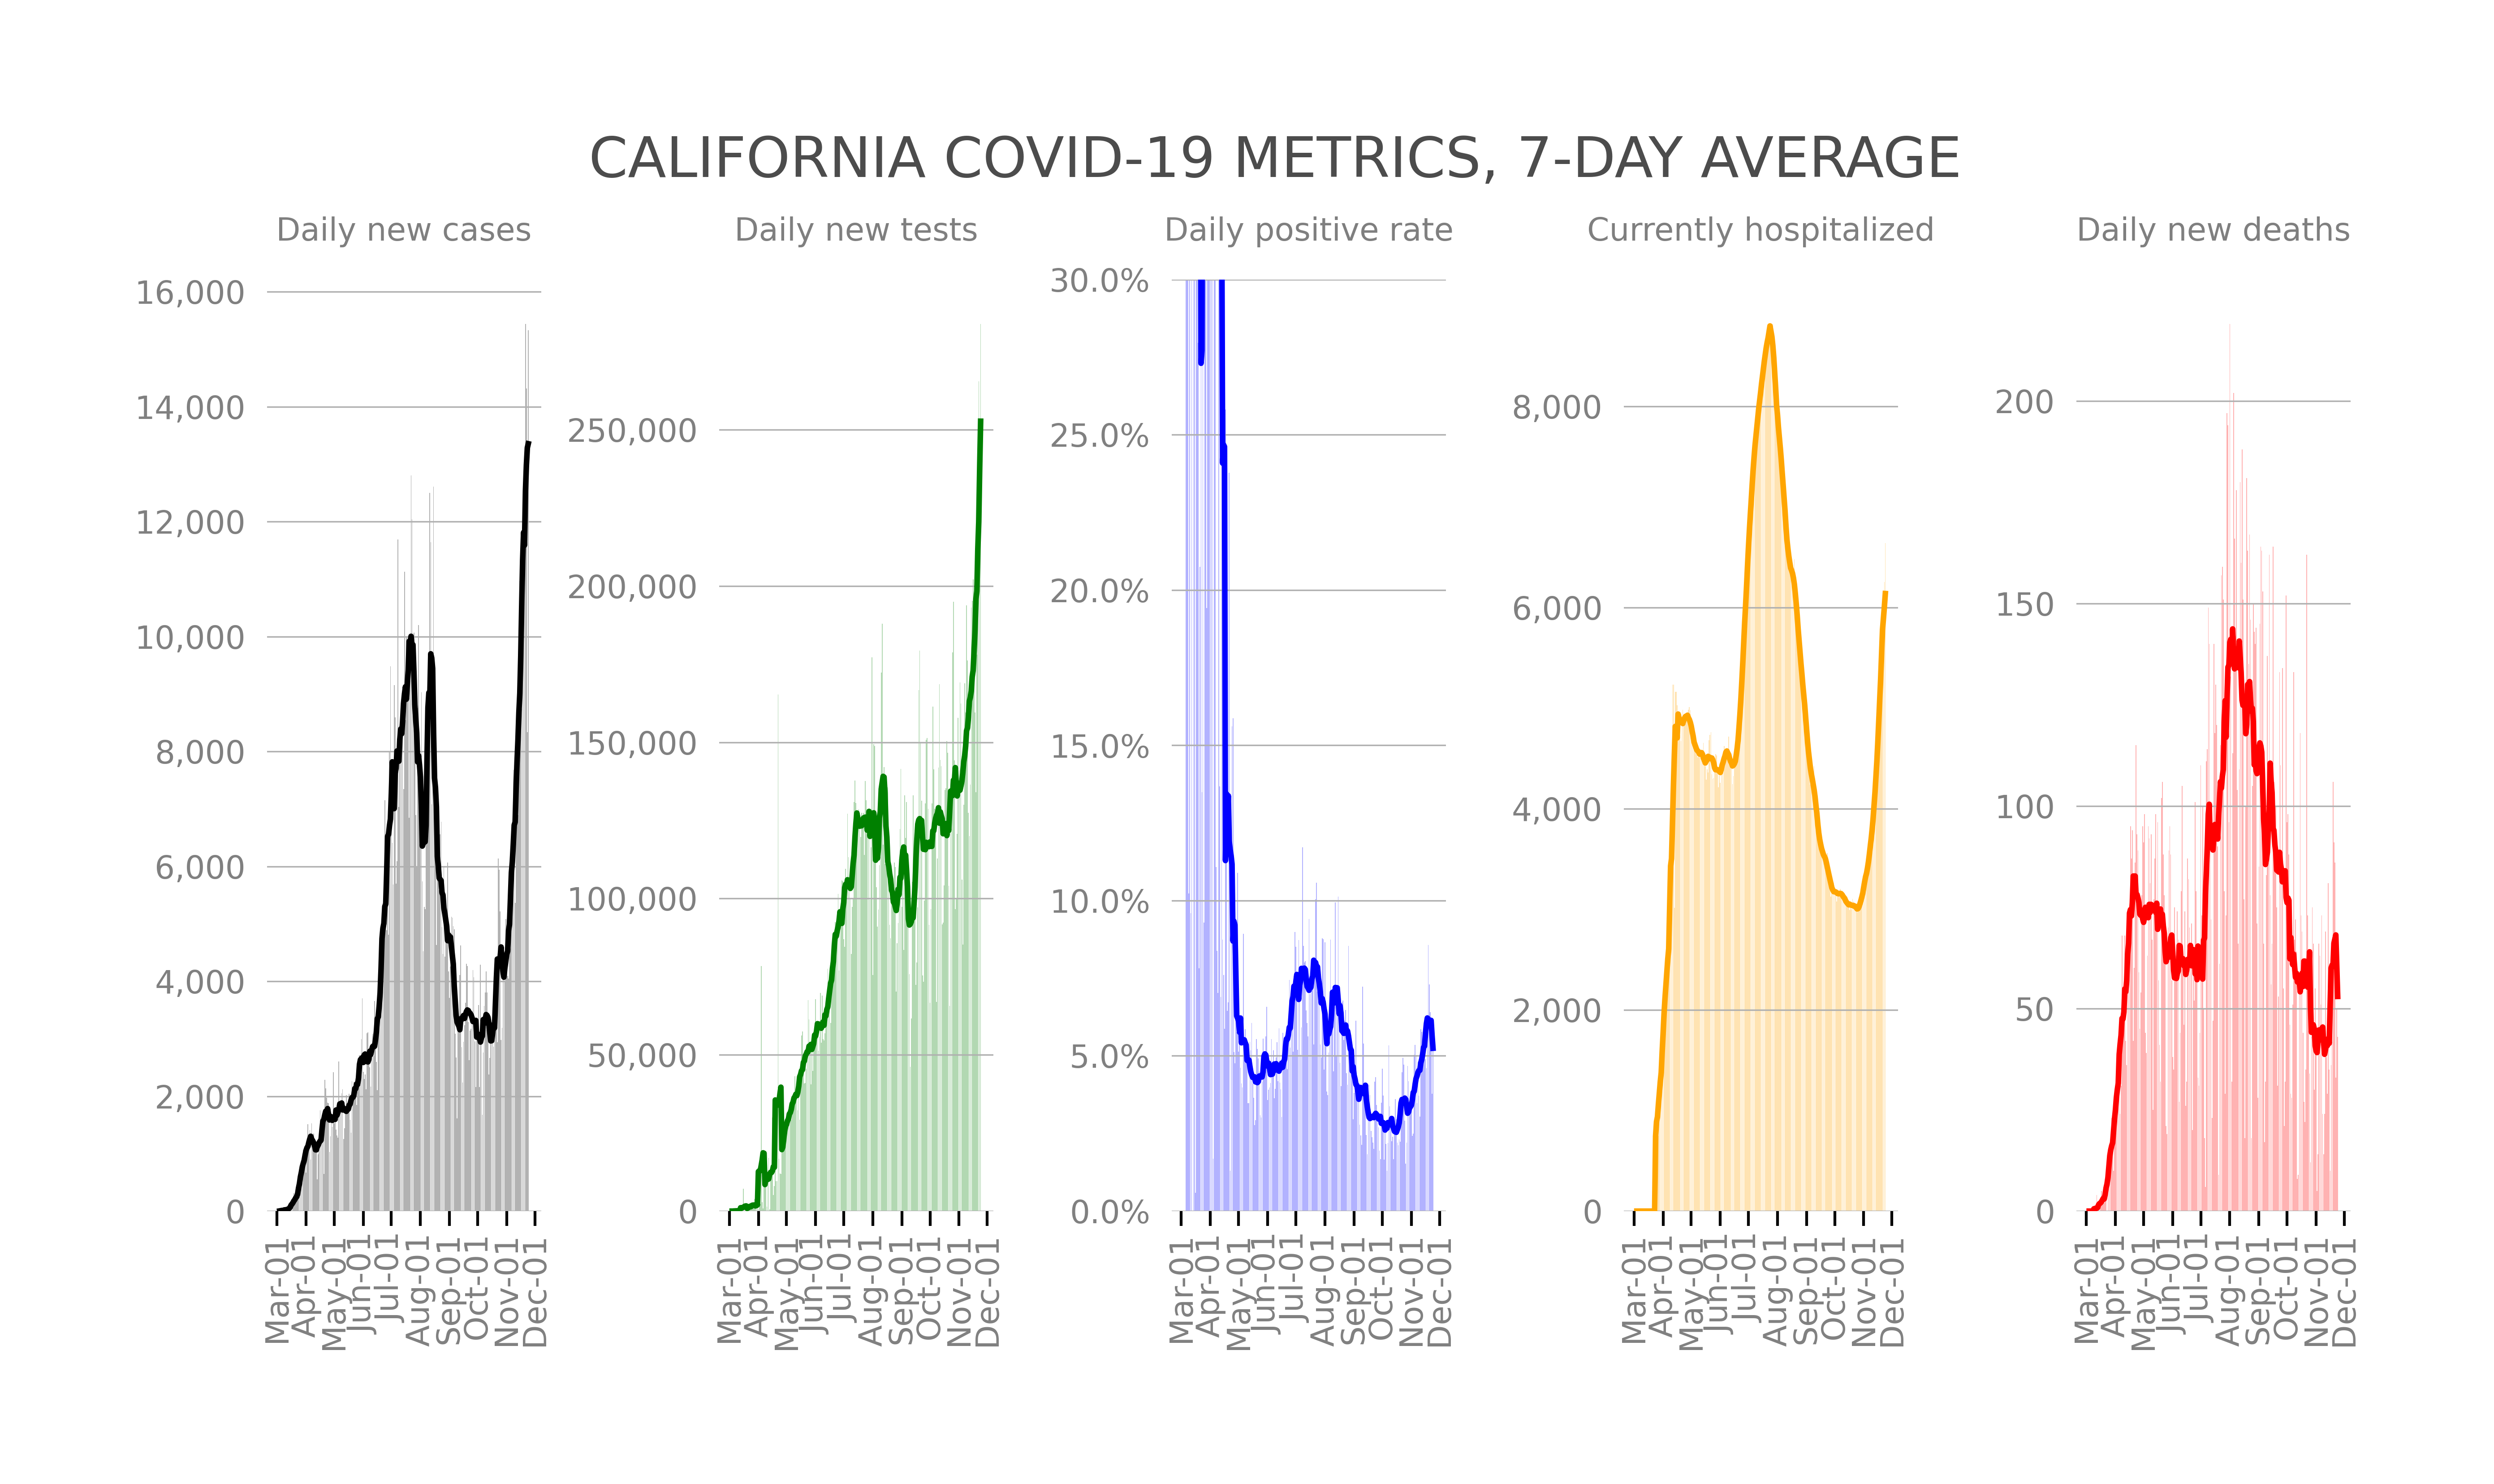 CALIFORNIA COVID-19 METRICS, 7-DAY AVERAGE
Daily new cases
16,000
14,000
12,000
10,000
8,000
6,000
4,000
2,000
0
Mar-01
Apr-01
May-01
Jun-01
Jul-01
Aug-01
Sep-01
Oct-01
Nov-01
Dec-01
Daily new tests
250,000
200,000
150,000
100,000
50,000
0
Mar-01
Apr-01
May-01
Jun-01
Jul-01
Aug-01
Sep-01
Oct-01
Nov-01
Dec-01
Daily positive rate
30.0%
25.0%
20.0%
15.0%
10.0%
5.0%
0.0%
Mar-01
Apr-01
May-01
Jun-01
Jul-01
Aug-01
Sep-01
Oct-01
Nov-01
Dec-01
Currently hospitalized
8,000
6,000
4,000
2,000
0
Mar-01
Apr-01
May-01
Jun-01
Jul-01
Aug-01
Sep-01
Oct-01
Nov-01
Dec-01
Daily new deaths
200
150
100
50
0
Mar-01
Apr-01
May-01
Jun-01
Jul-01
Aug-01
Sep-01
Oct-01
Nov-01
Dec-01